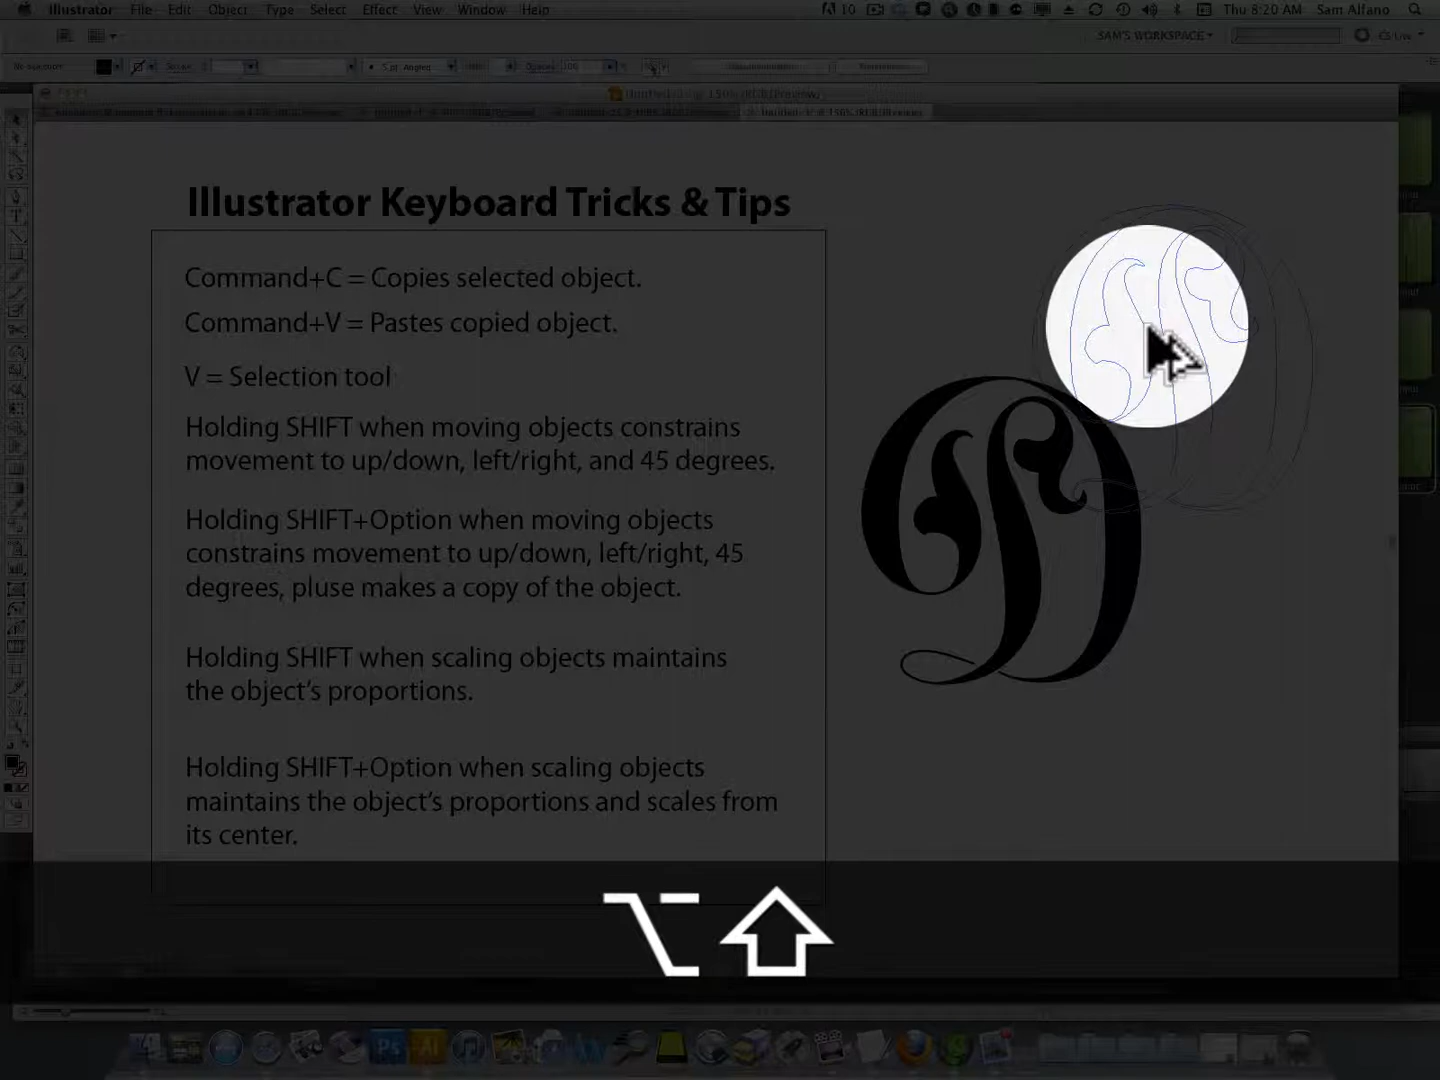 Illustrator File Edit Object Type Select Effect View Window Help
10 Thu 8:20 AM Sam Alfano
SAM'S WORKSPACE
Illustrator Keyboard Tricks & Tips
Command+C = Copies selected object.
Command+V = Pastes copied object.
V = Selection tool
Holding SHIFT when moving objects constrains
movement to up/down, left/right, and 45 degrees.
Holding SHIFT+Option when moving objects
constrains movement to up/down, left/right, 45
degrees, pluse makes a copy of the object.
Holding SHIFT when scaling objects maintains
the object's proportions.
Holding SHIFT+Option when scaling objects
maintains the object's proportions and scales from
its center.
Ps Ai